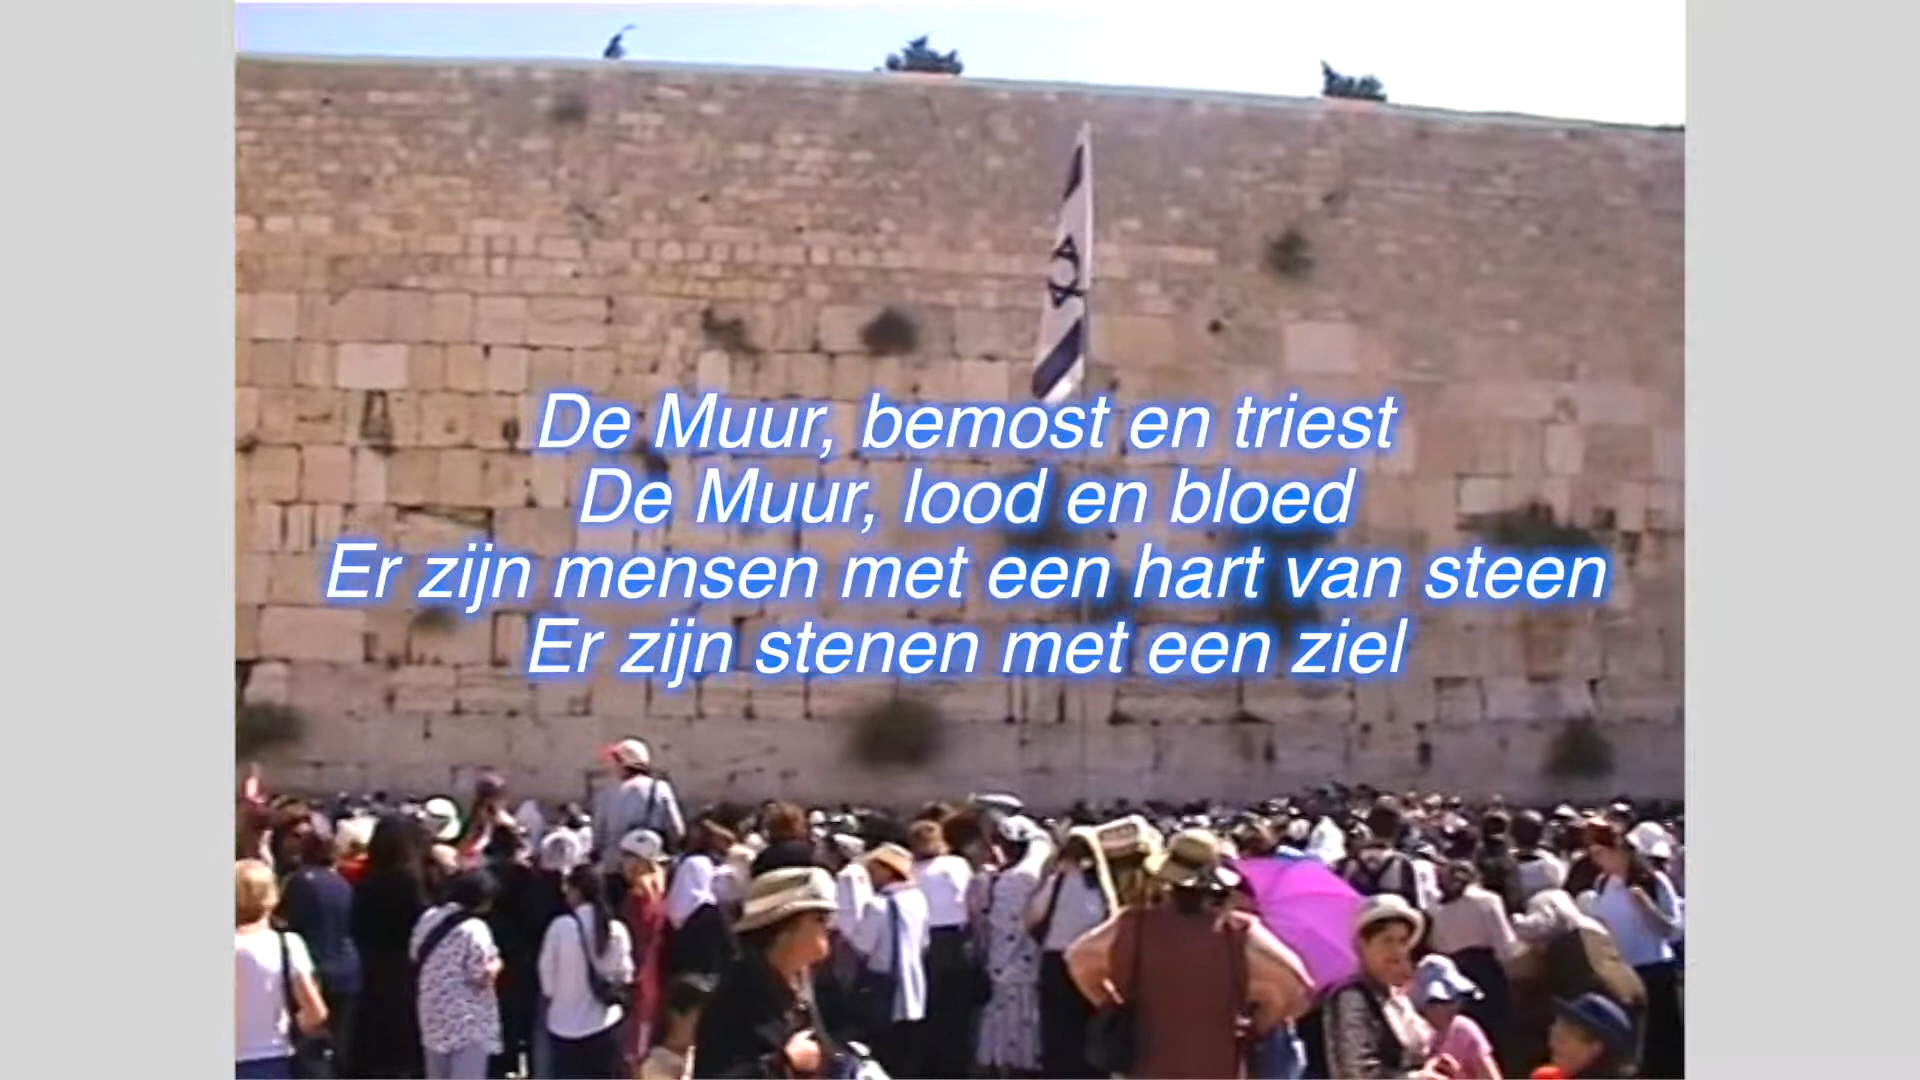 De Muur, bemost en triest
De Muur, lood en bloed
Er zijn mensen met een hart van steen
Er zijn stenen met een ziel